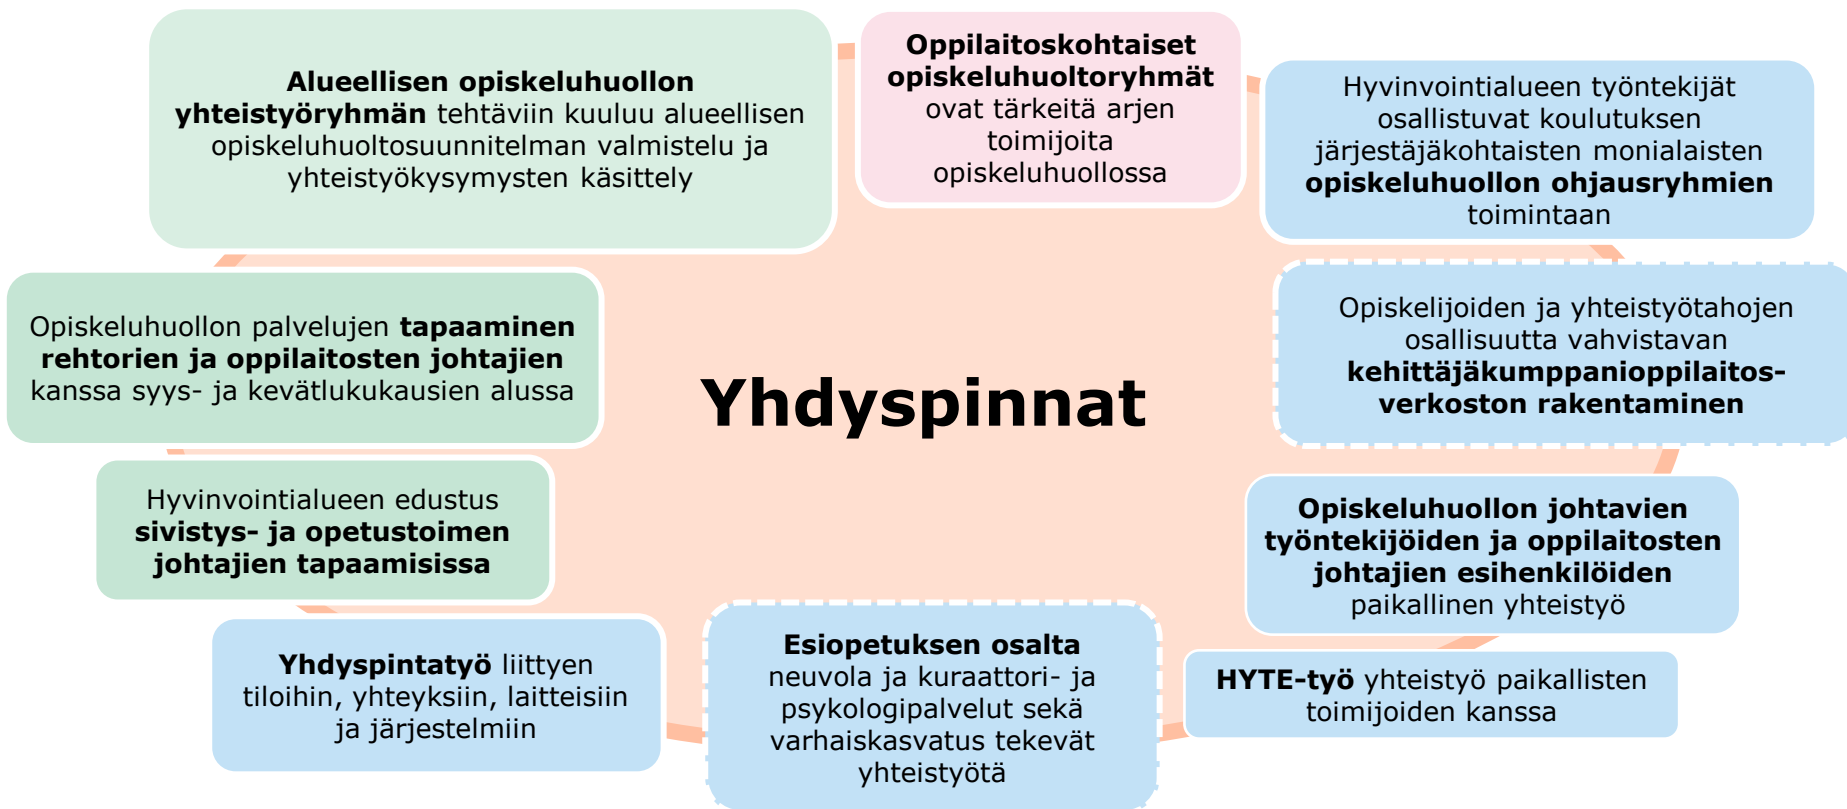 Alueellisen opiskeluhuollon
yhteistyöryhmän tehtäviin kuuluu alueellisen
opiskeluhuoltosuunnitelman valmistelu ja
yhteistyökysymysten käsittely
Oppilaitoskohtaiset
opiskeluhuoltoryhmät
ovat tärkeitä arjen
toimijoita
opiskeluhuollossa
Hyvinvointialueen työntekijät
osallistuvat koulutuksen
järjestäjäkohtaisten monialaisten
opiskeluhuollon ohjausryhmien
toimintaan
Opiskeluhuollon palvelujen tapaaminen
rehtorien ja oppilaitosten johtajien
kanssa syys- ja kevätlukukausien alussa
Yhdyspinnat
Opiskelijoiden ja yhteistyötahojen
osallisuutta vahvistavan
kehittäjäkumppanioppilaitos-
verkoston rakentaminen
Hyvinvointialueen edustus
sivistys- ja opetustoimen
johtajien tapaamisissa
Opiskeluhuollon johtavien
työntekijöiden ja oppilaitosten
johtajien esihenkilöiden
paikallinen yhteistyö
Yhdyspintatyö liittyen
tiloihin, yhteyksiin, laitteisiin
ja järjestelmiin
Esiopetuksen osalta
neuvola ja kuraattori- ja
psykologipalvelut sekä
varhaiskasvatus tekevät
yhteistyötä
HYTE-työ yhteistyö paikallisten
toimijoiden kanssa